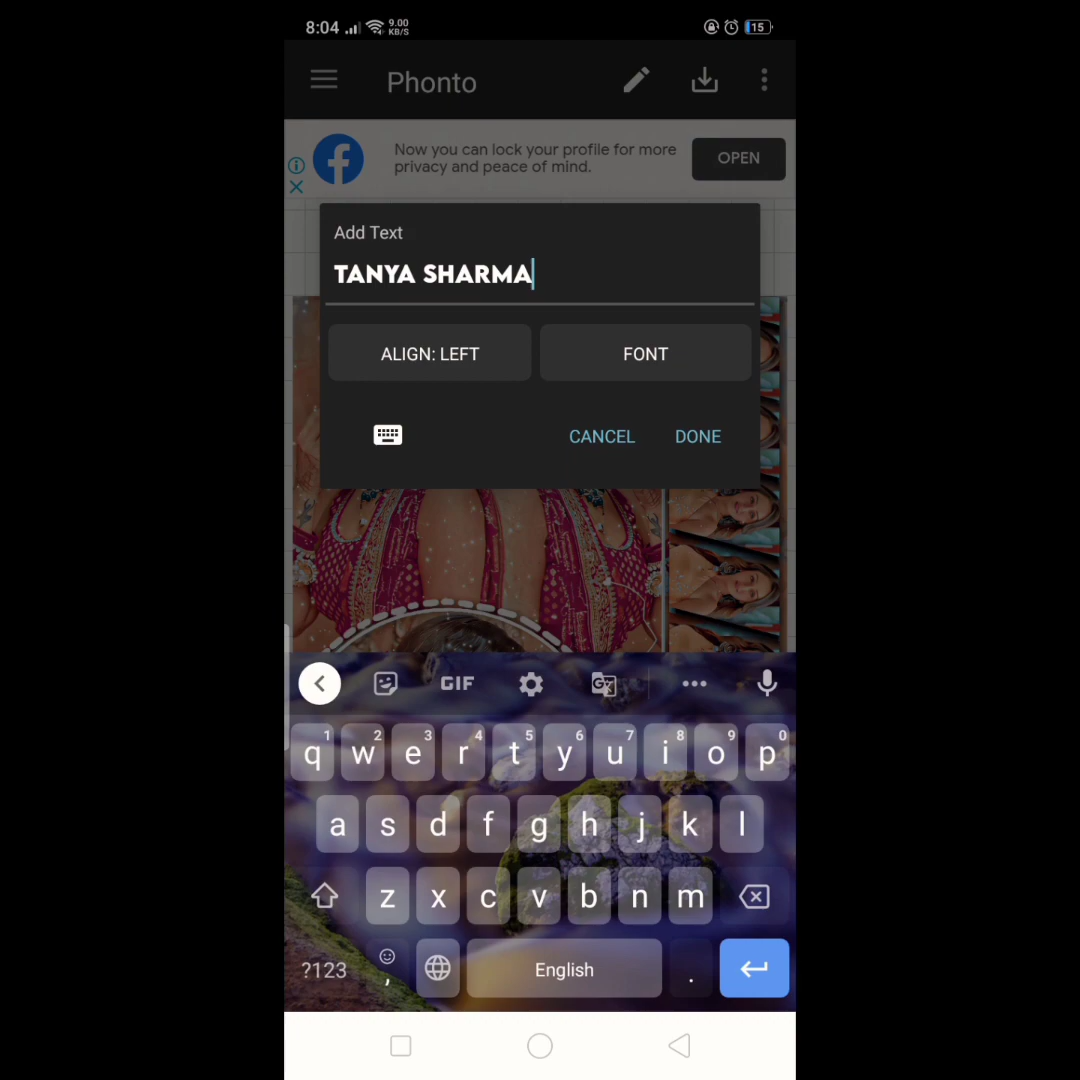 8:04 9.00 KB/S 15
Phonto
Now you can lock your profile for more
privacy and peace of mind.
OPEN
Add Text
TANYA SHARMA
ALIGN: LEFT FONT
CANCEL DONE
GIF G
1 2 3 4 5 6 7 8 9 0
q w e r t y u i o p
a s d f g h j k l
z x c v b n m
?123 , English .